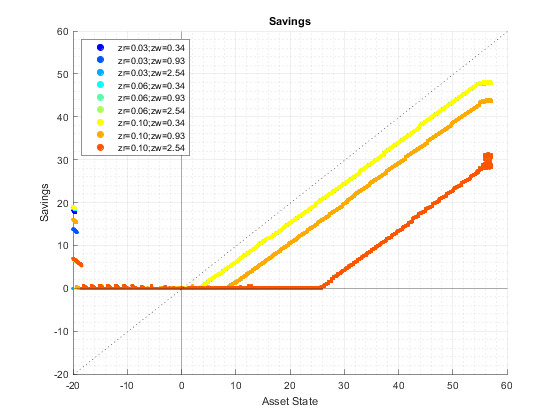 Savings
60
50
40
30
20
10
0
-10
-20
Savings
zr=0.03;zw=0.34
zr=0.03;zw=0.93
zr=0.03;zw=2.54
zr=0.06;zw=0.34
zr=0.06;zw=0.93
zr=0.06;zw=2.54
zr=0.10;zw=0.34
zr=0.10;zw=0.93
zr=0.10;zw=2.54
-20 -10 0 10 20 30 40 50 60
Asset State